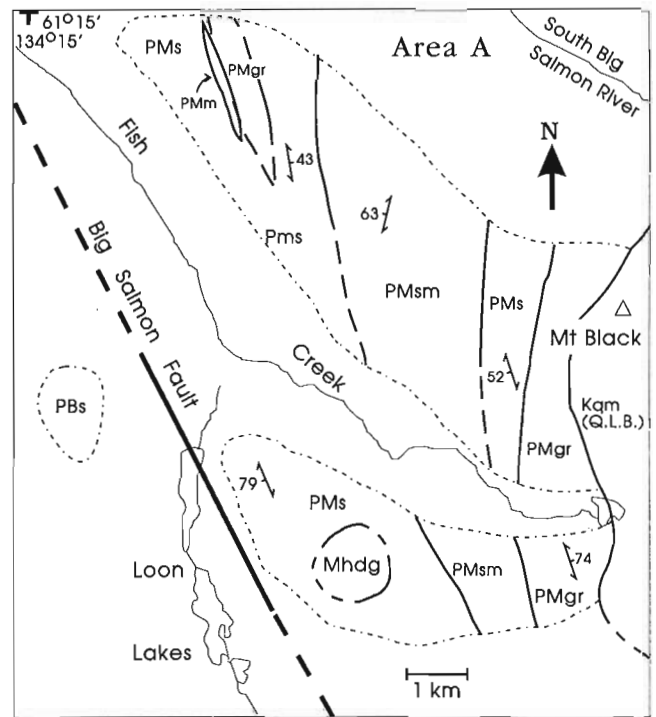 61°15'
134°15'
Area A
South Big
Salmon River
PMs
PMm
PMgr
Fish
43
N
63
Pms
Big
Salmon
Fault
PMsm
PMs
Mt Black
Creek
52
PBs
Kqm
(Q.L.B.)
PMgr
79
PMs
Mhdg
PMsm
74
PMgr
Loon
Lakes
1 km